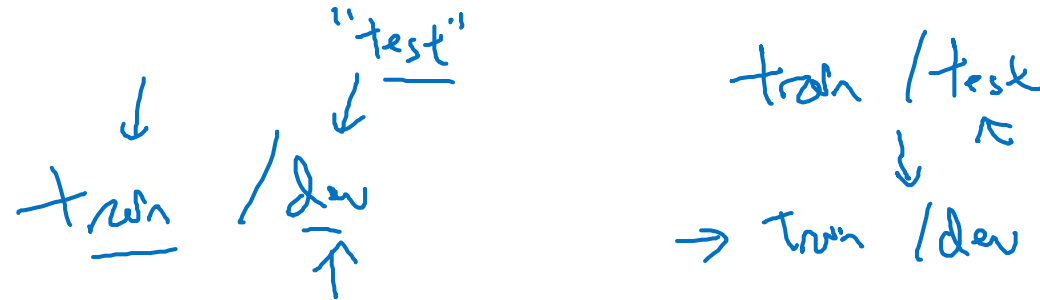 "test"
train / dev
train / test
train / dev